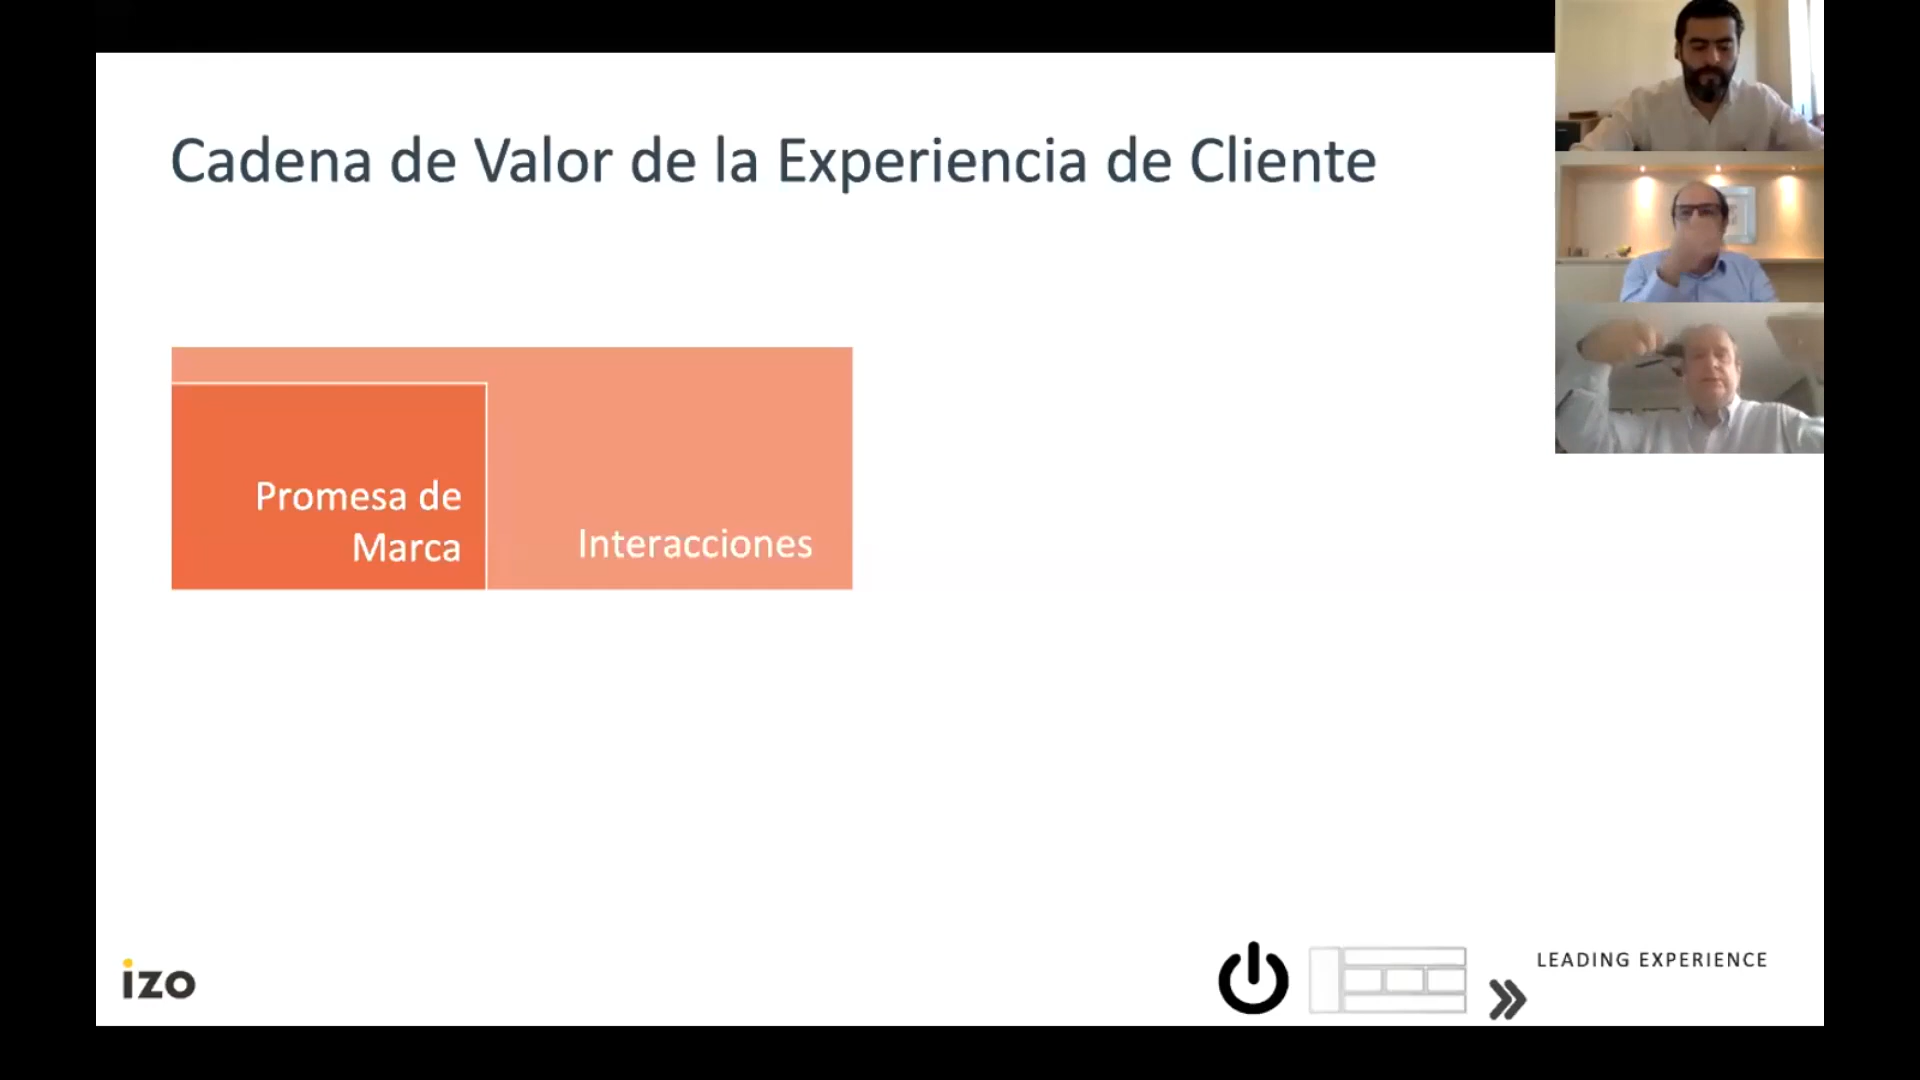 Cadena de Valor de la Experiencia de Cliente
Promesa de
Marca
Interacciones
izo
LEADING EXPERIENCE